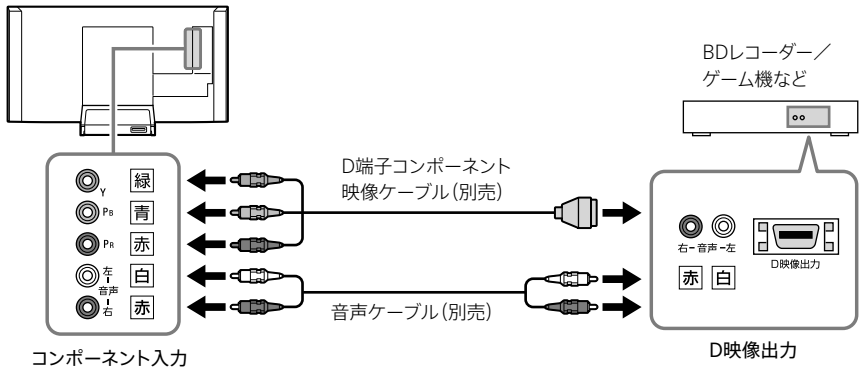 BDレコーダー／
ゲーム機など
D端子コンポーネント
映像ケーブル（別売）
Y 緑
PB 青
PR 赤
左 白
音声
右 赤
コンポーネント入力
音声ケーブル（別売）
右－音声－左
D映像出力
赤 白
D映像出力